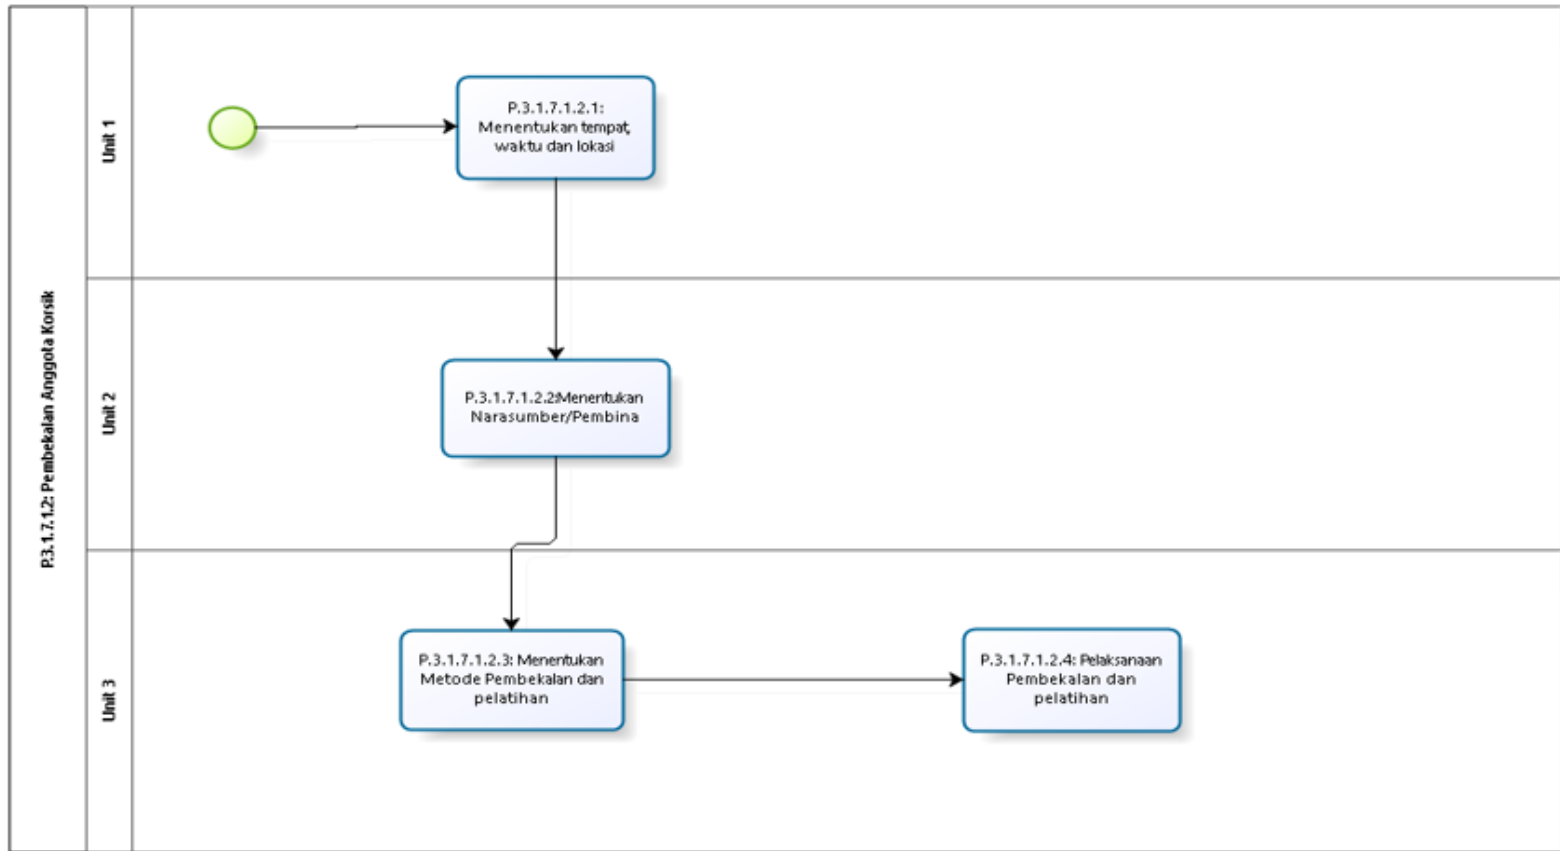 P.3.1.7.1.2: Pembekalan Anggota Korsik
Unit 1
P.3.1.7.1.2.1:
Menentukan tempat,
waktu dan lokasi
Unit 2
P.3.1.7.1.2.2:Menentukan
Narasumber/Pembina
Unit 3
P.3.1.7.1.2.3: Menentukan
Metode Pembekalan dan
pelatihan
P.3.1.7.1.2.4: Pelaksanaan
Pembekalan dan
pelatihan